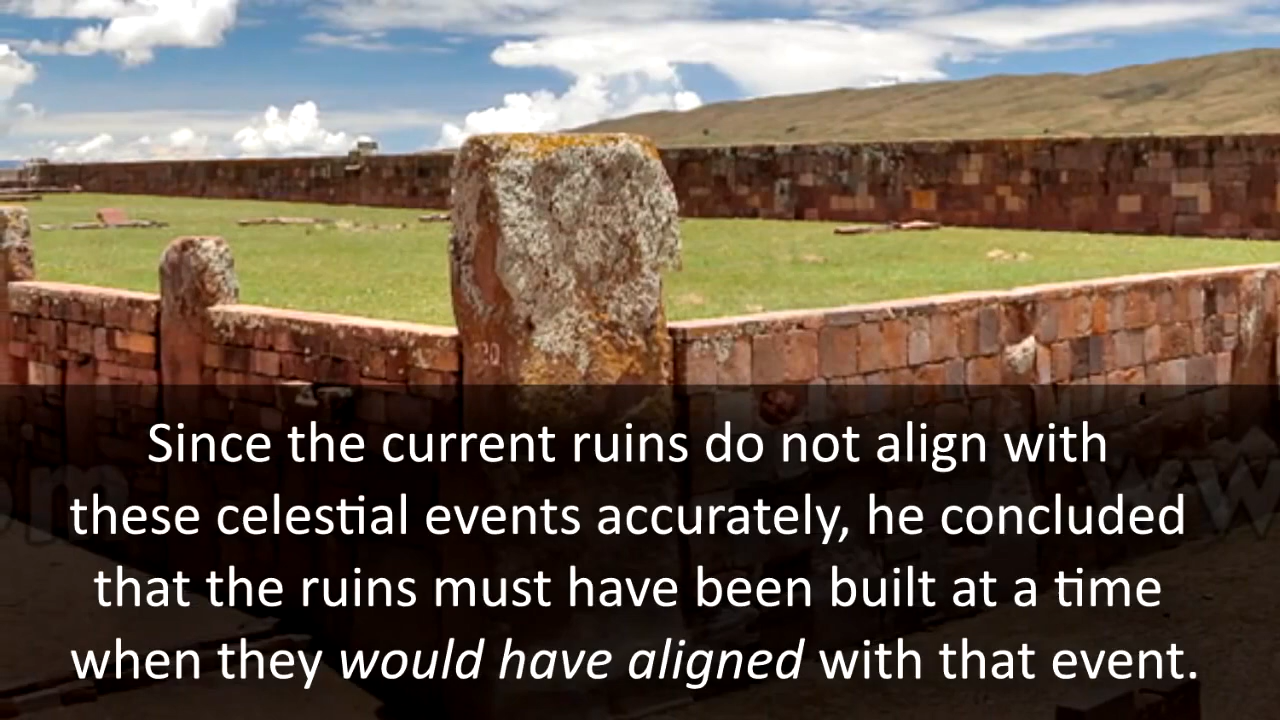 Since the current ruins do not align with
these celestial events accurately, he concluded
that the ruins must have been built at a time
when they would have aligned with that event.